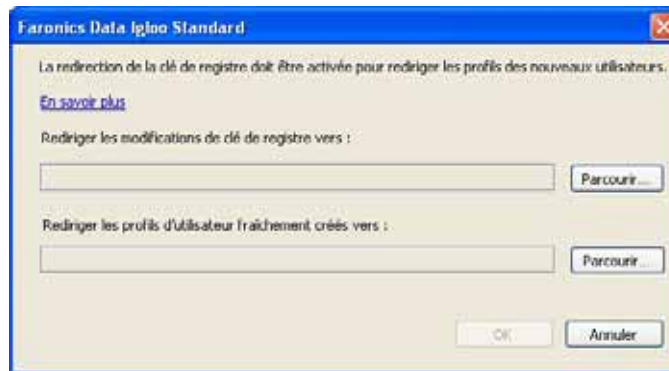 Faronics Data Igloo Standard
La redirection de la clé de registre doit être activée pour rediriger les profils des nouveaux utilisateurs.
En savoir plus
Rediriger les modifications de clé de registre vers :
Parcourir...
Rediriger les profils d'utilisateur fraîchement créés vers :
Parcourir...
OK
Annuler